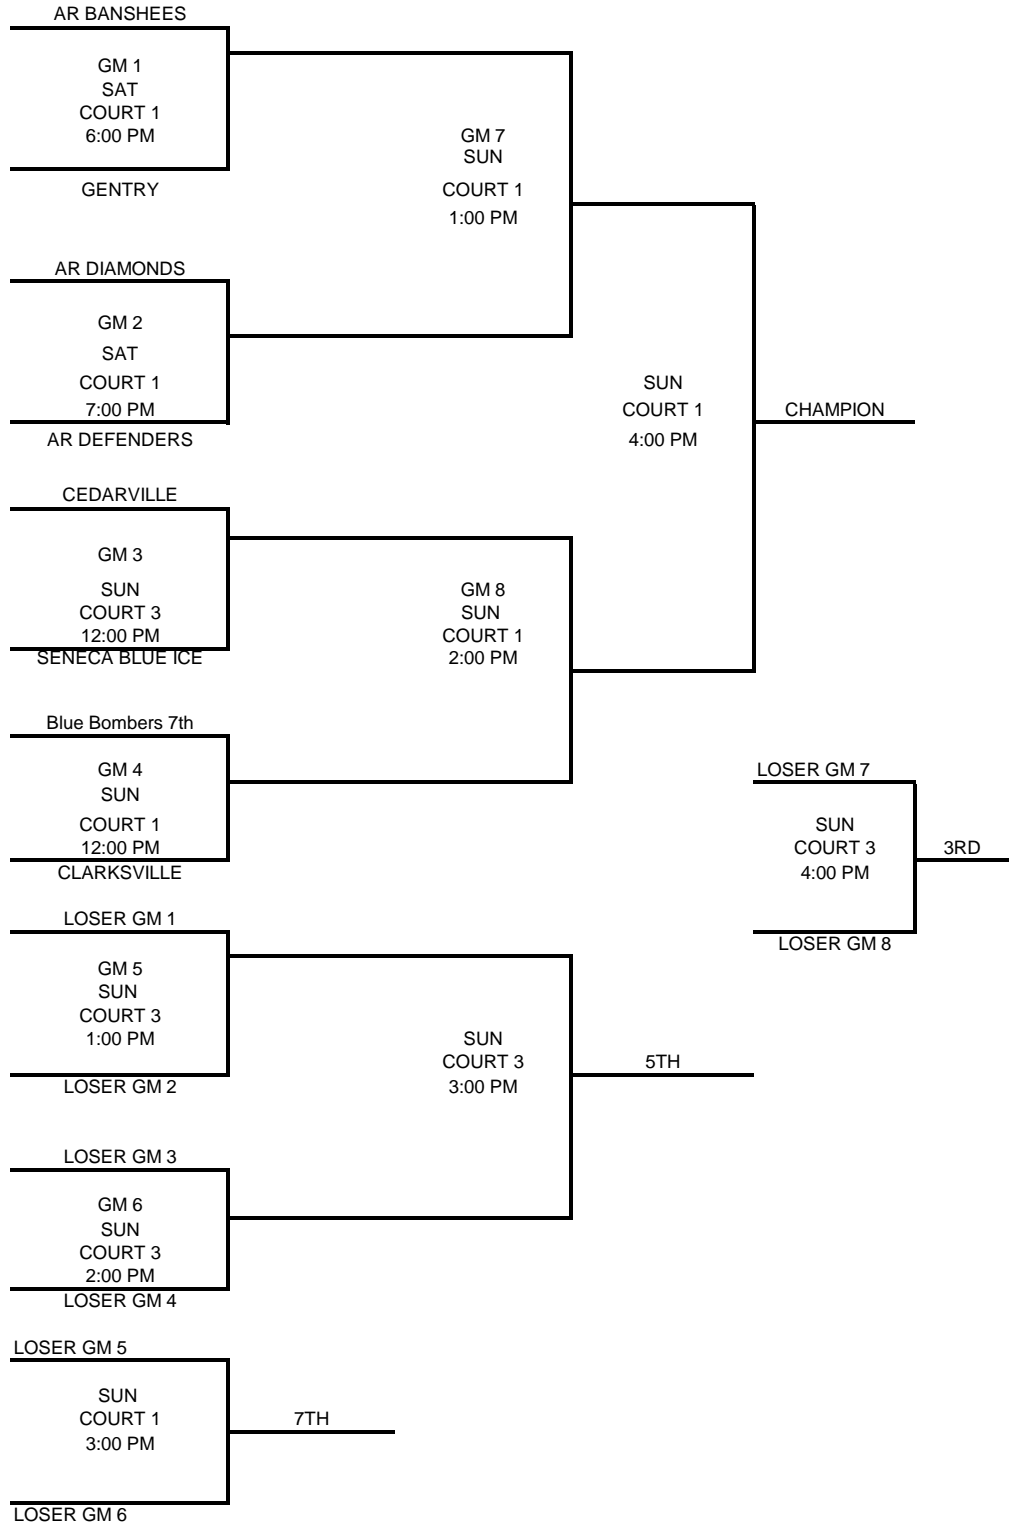 AR BANSHEES
GM 1
SAT
COURT 1
6:00 PM
GENTRY
GM 7
SUN
COURT 1
1:00 PM
AR DIAMONDS
GM 2
SAT
COURT 1
7:00 PM
AR DEFENDERS
SUN
COURT 1
4:00 PM
CHAMPION
CEDARVILLE
GM 3
SUN
COURT 3
12:00 PM
SENECA BLUE ICE
GM 8
SUN
COURT 1
2:00 PM
Blue Bombers 7th
GM 4
SUN
COURT 1
12:00 PM
CLARKSVILLE
LOSER GM 7
SUN
COURT 3
4:00 PM
3RD
LOSER GM 8
LOSER GM 1
GM 5
SUN
COURT 3
1:00 PM
LOSER GM 2
SUN
COURT 3
3:00 PM
5TH
LOSER GM 3
GM 6
SUN
COURT 3
2:00 PM
LOSER GM 4
LOSER GM 5
SUN
COURT 1
3:00 PM
7TH
LOSER GM 6